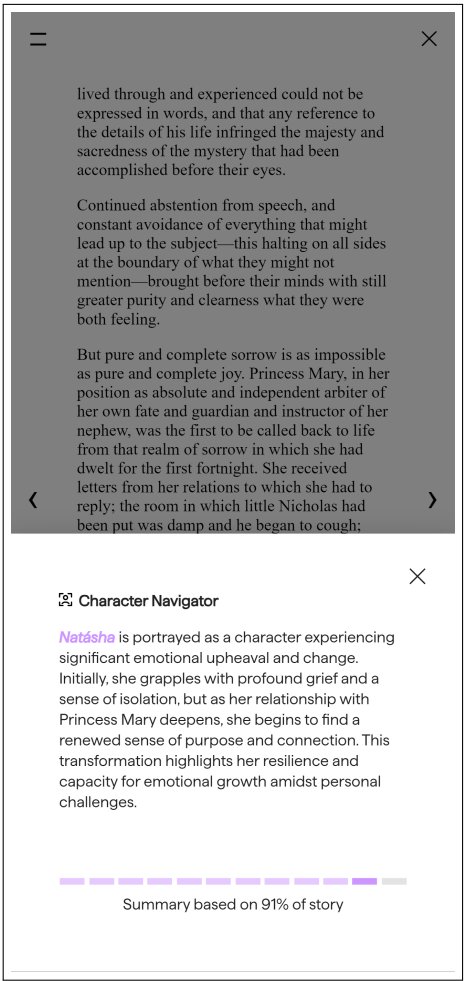 lived through and experienced could not be
expressed in words, and that any reference to
the details of his life infringed the majesty and
sacredness of the mystery that had been
accomplished before their eyes.
Continued abstention from speech, and
constant avoidance of everything that might
lead up to the subject—this halting on all sides
at the boundary of what they might not
mention—brought before their minds with still
greater purity and clearness what they were
both feeling.
But pure and complete sorrow is as impossible
as pure and complete joy. Princess Mary, in her
position as absolute and independent arbiter of
her own fate and guardian and instructor of her
nephew, was the first to be called back to life
from that realm of sorrow in which she had
dwelt for the first fortnight. She received
letters from her relations to which she had to
reply; the room in which little Nicholas had
been put was damp and he began to cough;
Character Navigator
Natásha is portrayed as a character experiencing
significant emotional upheaval and change.
Initially, she grapples with profound grief and a
sense of isolation, but as her relationship with
Princess Mary deepens, she begins to find a
renewed sense of purpose and connection. This
transformation highlights her resilience and
capacity for emotional growth amidst personal
challenges.
Summary based on 91% of story